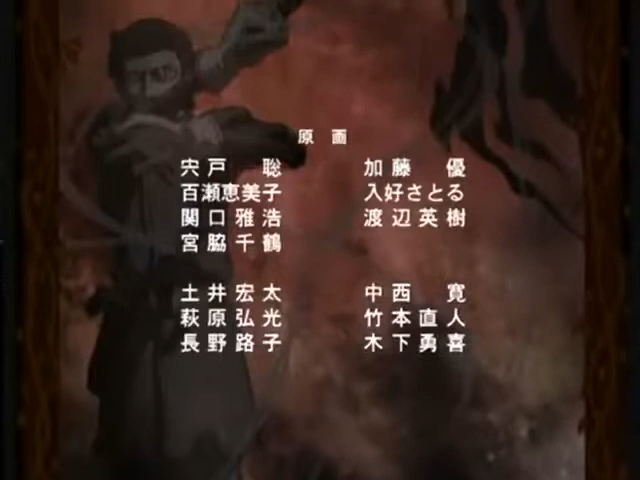 原画
宍戸 聡 加藤 優
百瀬恵美子 入好さとる
関口雅浩 渡辺英樹
宮脇千鶴
土井宏太 中西 寛
萩原弘光 竹本直人
長野路子 木下勇喜